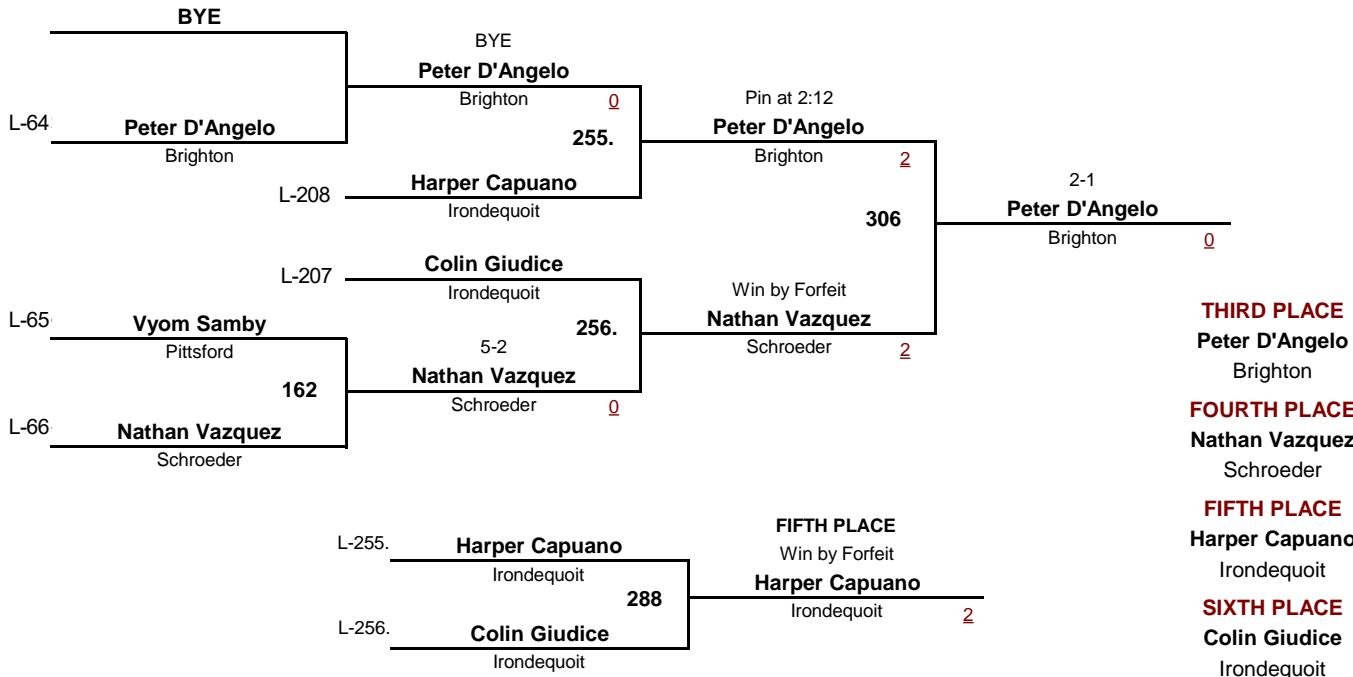 BYE
BYE
Peter D'Angelo
Brighton 0
L-64
Peter D'Angelo
Brighton
255.
Pin at 2:12
Peter D'Angelo
Brighton 2
L-208
Harper Capuano
Irondequoit
306
2-1
Peter D'Angelo
Brighton 0
L-207
Colin Giudice
Irondequoit
L-65
Vyom Samby
Pittsford
256.
Win by Forfeit
Nathan Vazquez
Schroeder 2
162
5-2
Nathan Vazquez
Schroeder 0
L-66
Nathan Vazquez
Schroeder
THIRD PLACE
Peter D'Angelo
Brighton
FOURTH PLACE
Nathan Vazquez
Schroeder
FIFTH PLACE
Harper Capuano
Irondequoit
SIXTH PLACE
Colin Giudice
Irondequoit
L-255.
Harper Capuano
Irondequoit
288
FIFTH PLACE
Win by Forfeit
Harper Capuano
Irondequoit 2
L-256.
Colin Giudice
Irondequoit